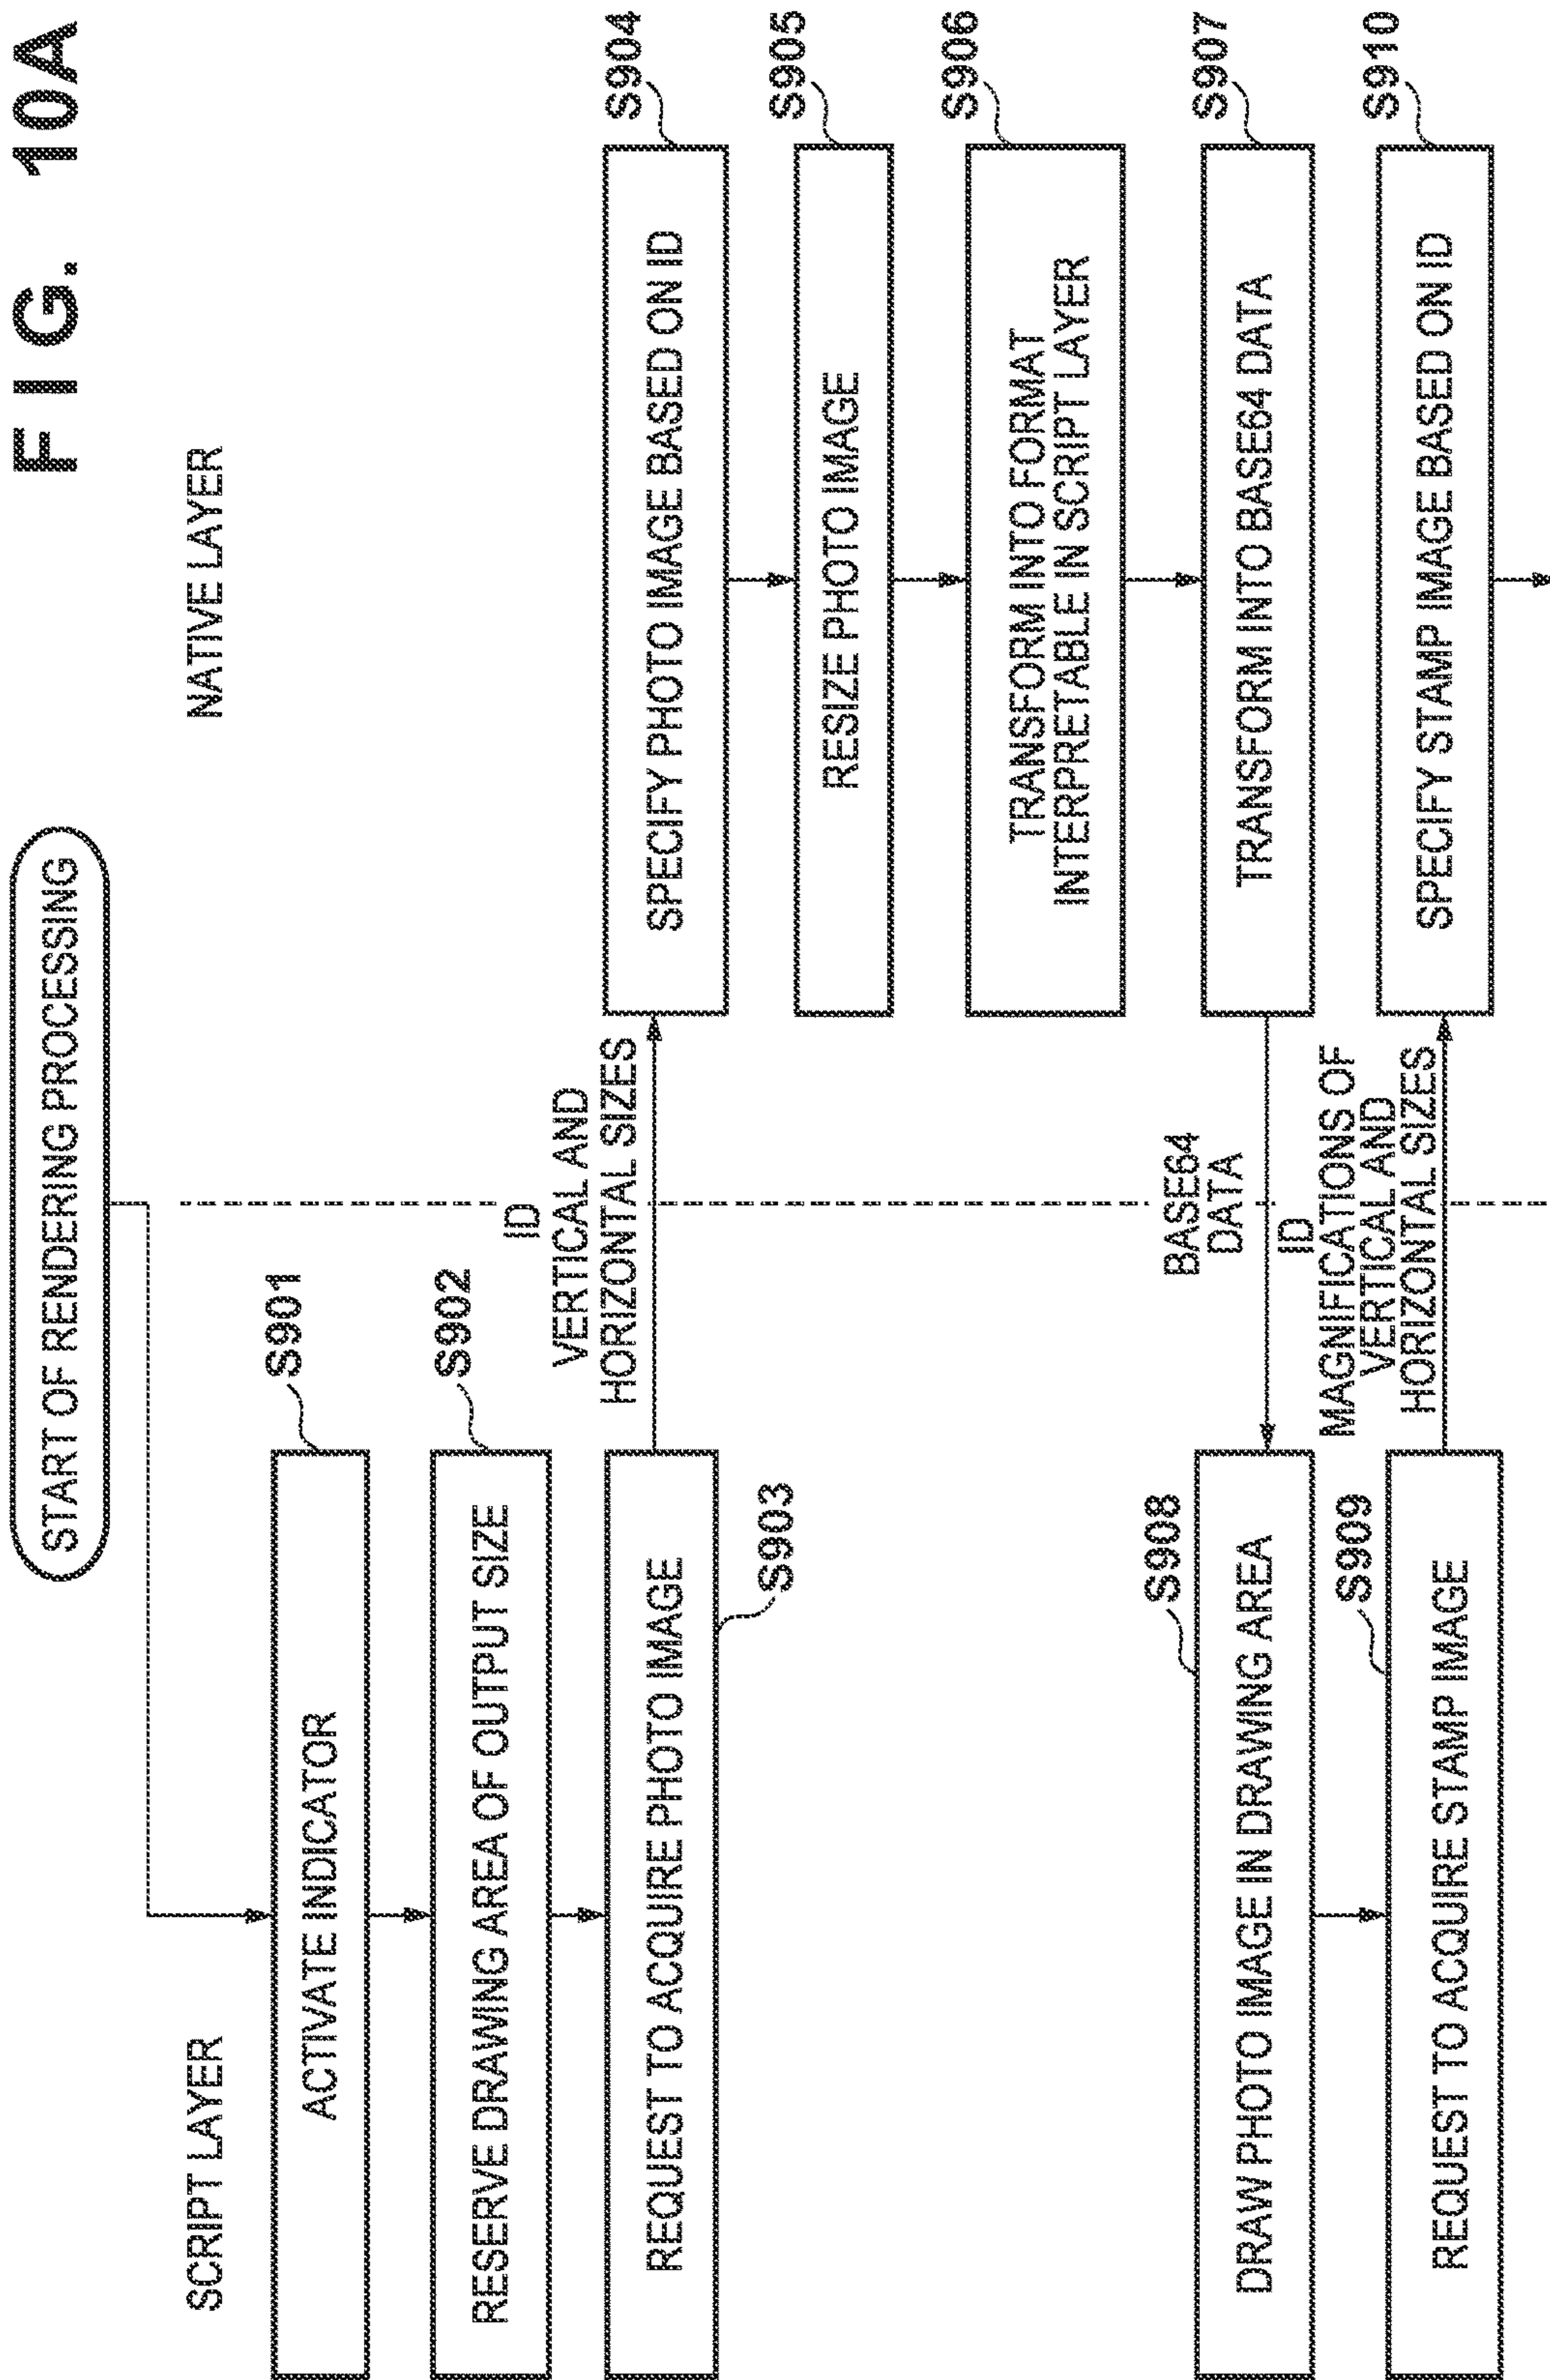 FIG. 10A
START OF RENDERING PROCESSING
SCRIPT LAYER
NATIVE LAYER
S901
ACTIVATE INDICATOR
S902
RESERVE DRAWING AREA OF OUTPUT SIZE
REQUEST TO ACQUIRE PHOTO IMAGE
S903
ID
VERTICAL AND
HORIZONTAL SIZES
S904
SPECIFY PHOTO IMAGE BASED ON ID
S905
RESIZE PHOTO IMAGE
S906
TRANSFORM INTO FORMAT
INTERPRETABLE IN SCRIPT LAYER
S907
TRANSFORM INTO BASE64 DATA
BASE64
DATA
S908
DRAW PHOTO IMAGE IN DRAWING AREA
S909
REQUEST TO ACQUIRE STAMP IMAGE
ID
MAGNIFICATIONS OF
VERTICAL AND
HORIZONTAL SIZES
S910
SPECIFY STAMP IMAGE BASED ON ID